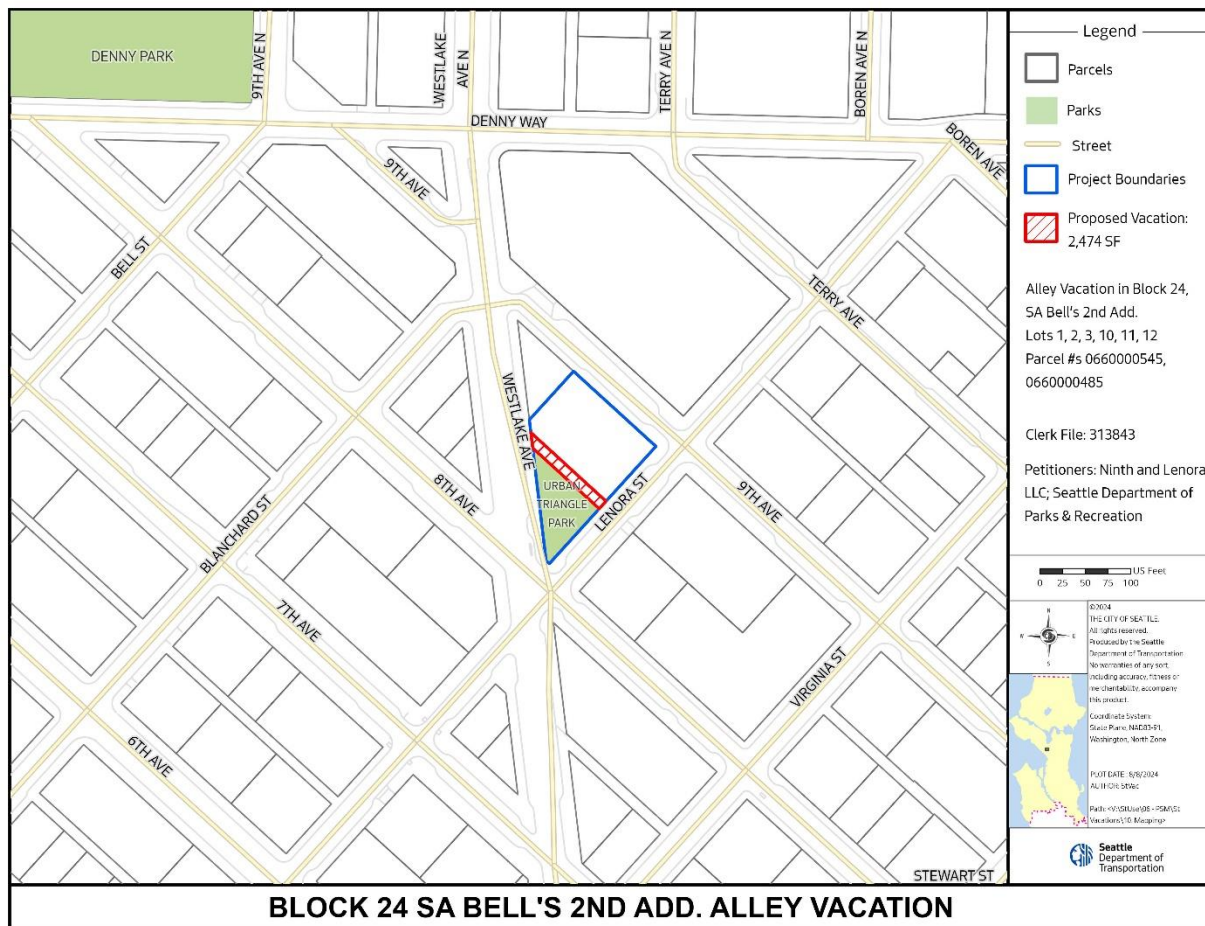 DENNY PARK
9TH AVE N
WESTLAKE
AVE N
TERRY AVE N
BOREN AVE N
DENNY WAY
BOREN AVE
9TH AVE
BELL ST
TERRY AVE
WESTLAKE AVE
URBAN
TRIANGLE
PARK
LENORA ST
8TH AVE
9TH AVE
BLANCHARD ST
7TH AVE
VIRGINIA ST
6TH AVE
STEWART ST
Legend
Parcels
Parks
Street
Project Boundaries
Proposed Vacation:
2,474 SF
Alley Vacation in Block 24,
SA Bell's 2nd Add.
Lots 1, 2, 3, 10, 11, 12
Parcel #s 0660000545,
0660000485
Clerk File: 313843
Petitioners: Ninth and Lenora
LLC; Seattle Department of
Parks & Recreation
US Feet
0 25 50 75 100
N
W E
S
©2024
THE CITY OF SEATTLE.
All rights reserved.
Produced by the Seattle
Department of Transportation
No warranties of any sort,
including accuracy, fitness or
merchantability, accompany
this product.
Coordinate System:
State Plane, NAD83-91,
Washington, North Zone
PLOT DATE: 8/8/2024
AUTHOR: StVac
Vacations\10. Mapping>
Seattle
Department of
Transportation
BLOCK 24 SA BELL'S 2ND ADD. ALLEY VACATION